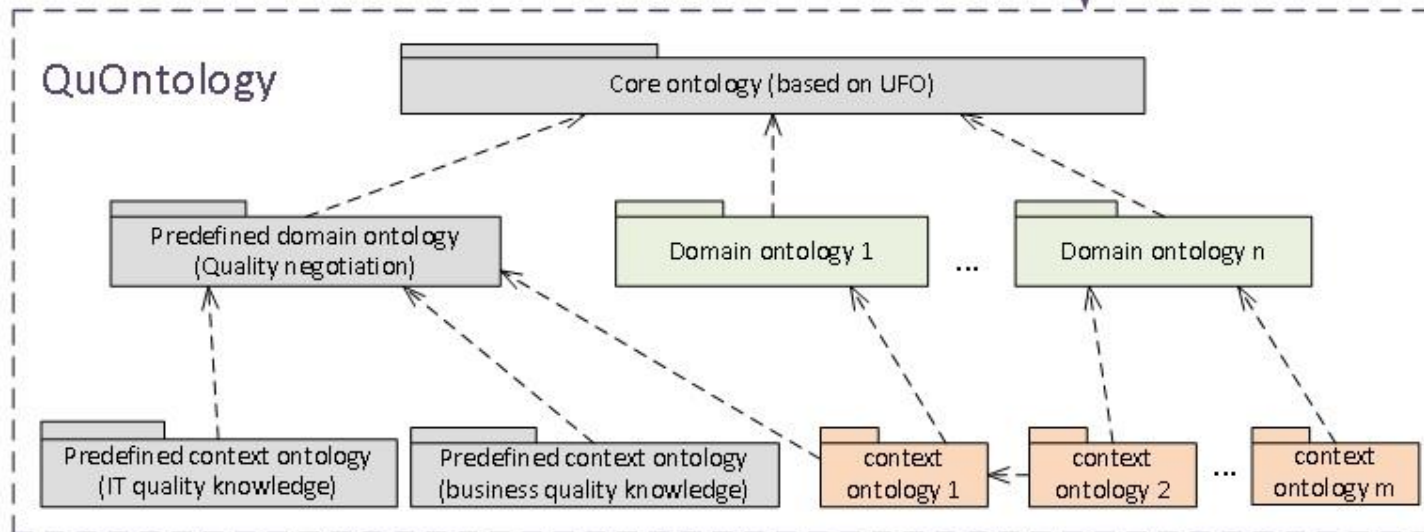 QuOntology
Core ontology (based on UFO)
Predefined domain ontology
(Quality negotiation)
Domain ontology 1
...
Domain ontology n
Predefined context ontology
(IT quality knowledge)
Predefined context ontology
(business quality knowledge)
context
ontology 1
context
ontology 2
...
context
ontology m